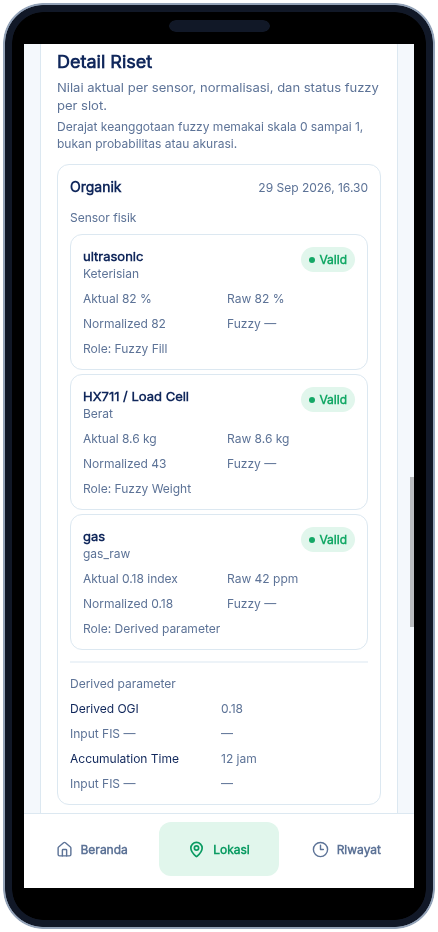 Detail Riset
Nilai aktual per sensor, normalisasi, dan status fuzzy
per slot.
Derajat keanggotaan fuzzy memakai skala 0 sampai 1,
bukan probabilitas atau akurasi.
Organik 29 Sep 2026, 16.30
Sensor fisik
ultrasonic Valid
Keterisian
Aktual 82 % Raw 82 %
Normalized 82 Fuzzy —
Role: Fuzzy Fill
HX711 / Load Cell Valid
Berat
Aktual 8.6 kg Raw 8.6 kg
Normalized 43 Fuzzy —
Role: Fuzzy Weight
gas Valid
gas_raw
Aktual 0.18 index Raw 42 ppm
Normalized 0.18 Fuzzy —
Role: Derived parameter
Derived parameter
Derived OGI 0.18
Input FIS — —
Accumulation Time 12 jam
Input FIS — —
Beranda Lokasi Riwayat